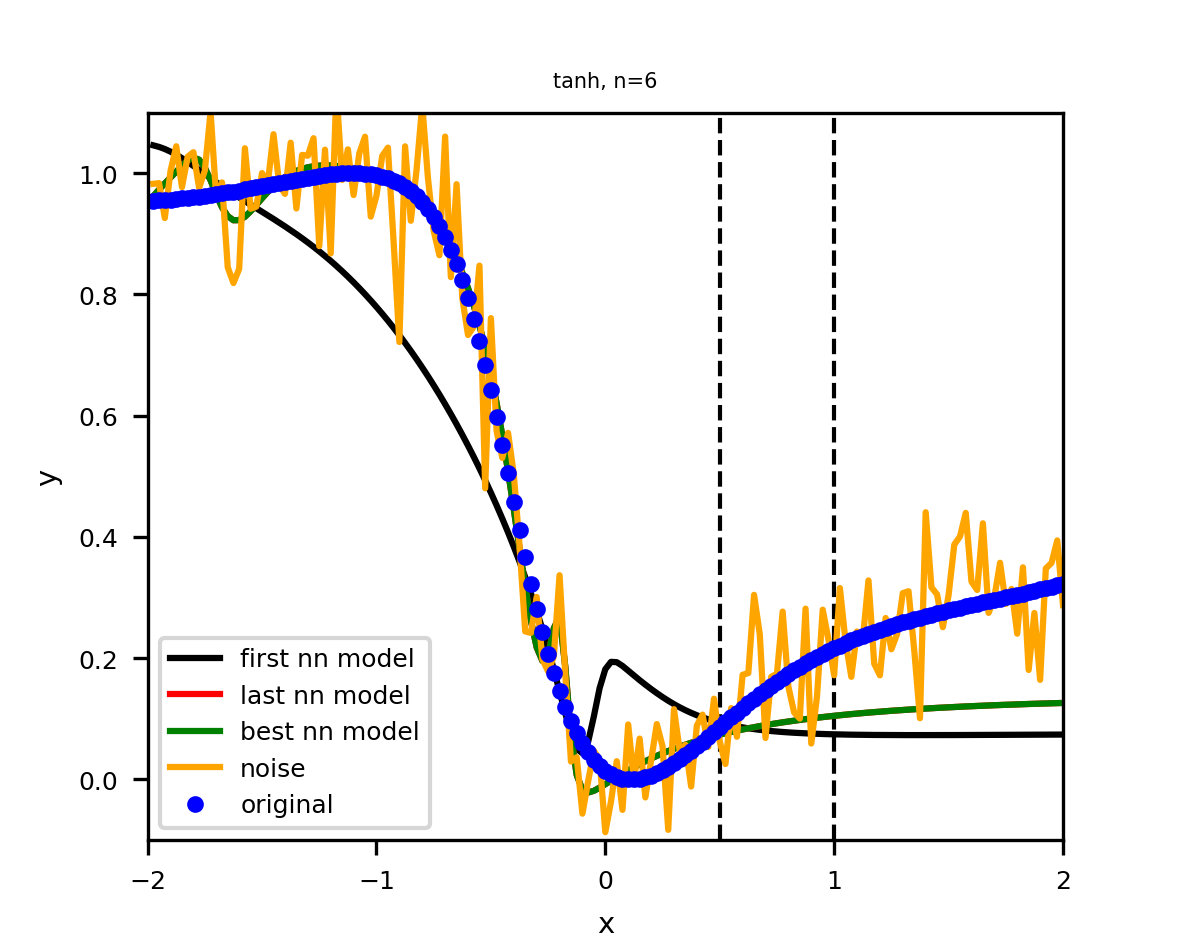 tanh, n=6
1.0
0.8
0.6
0.4
0.2
0.0
y
first nn model
last nn model
best nn model
noise
original
−2
−1
0
1
2
x